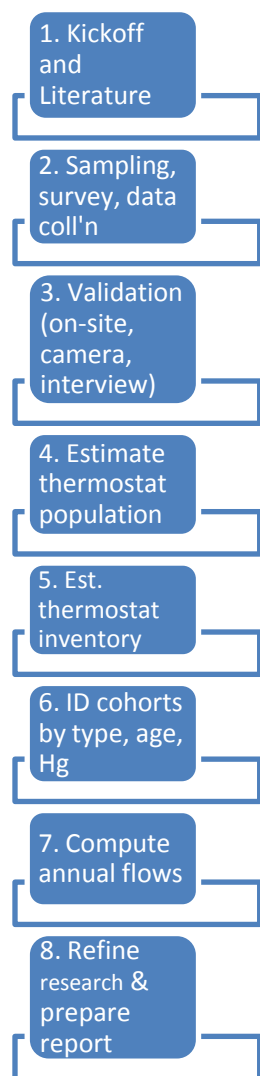 1. Kickoff
and
Literature
2. Sampling,
survey, data
coll'n
3. Validation
(on-site,
camera,
interview)
4. Estimate
thermostat
population
5. Est.
thermostat
inventory
6. ID cohorts
by type, age,
Hg
7. Compute
annual flows
8. Refine
research &
prepare
report